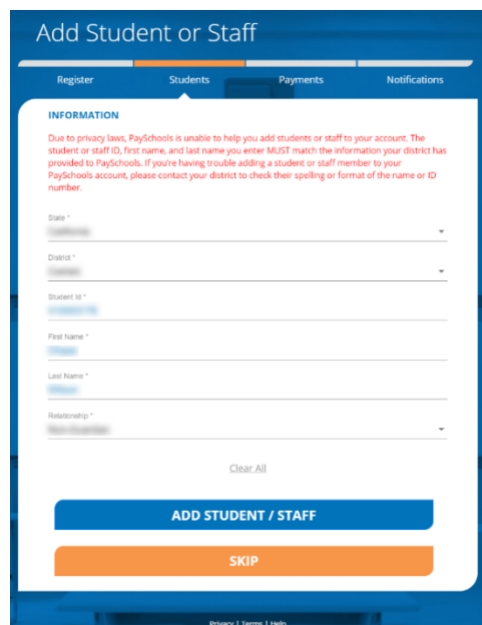 Add Student or Staff
Register Students Payments Notifications
INFORMATION
Due to privacy laws, PaySchools is unable to help you add students or staff to your account. The
student or staff ID, first name, and last name you enter MUST match the information your district has
provided to PaySchools. If you're having trouble adding a student or staff member to your
PaySchools account, please contact your district to check their spelling or format of the name or ID
number.
State *
District *
Student Id *
First Name *
Last Name *
Relationship *
Clear All
ADD STUDENT / STAFF
SKIP
Privacy | Terms | Help